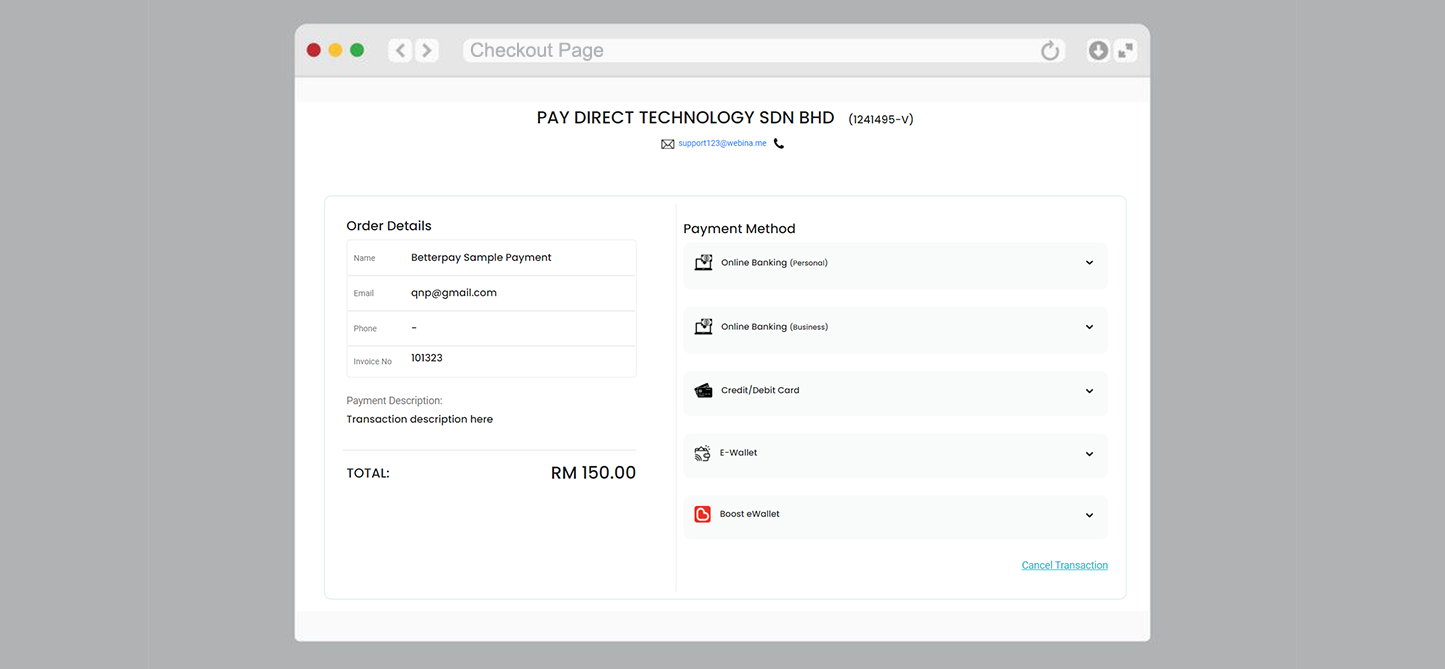 Checkout Page
PAY DIRECT TECHNOLOGY SDN BHD (1241495-V)
support123@webina.me
Order Details
Name Betterpay Sample Payment
Email qnp@gmail.com
Phone -
Invoice No 101323
Payment Description:
Transaction description here
TOTAL: RM 150.00
Payment Method
Online Banking (Personal)
Online Banking (Business)
Credit/Debit Card
E-Wallet
Boost eWallet
Cancel Transaction